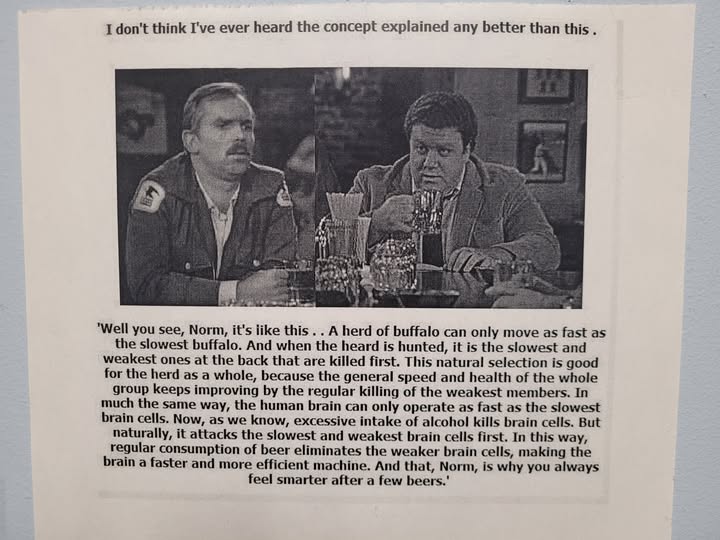 I don't think I've ever heard the concept explained any better than this .
'Well you see, Norm, it's like this . . A herd of buffalo can only move as fast as
the slowest buffalo. And when the heard is hunted, it is the slowest and
weakest ones at the back that are killed first. This natural selection is good
for the herd as a whole, because the general speed and health of the whole
group keeps improving by the regular killing of the weakest members. In
much the same way, the human brain can only operate as fast as the slowest
brain cells. Now, as we know, excessive intake of alcohol kills brain cells. But
naturally, it attacks the slowest and weakest brain cells first. In this way,
regular consumption of beer eliminates the weaker brain cells, making the
brain a faster and more efficient machine. And that, Norm, is why you always
feel smarter after a few beers.'